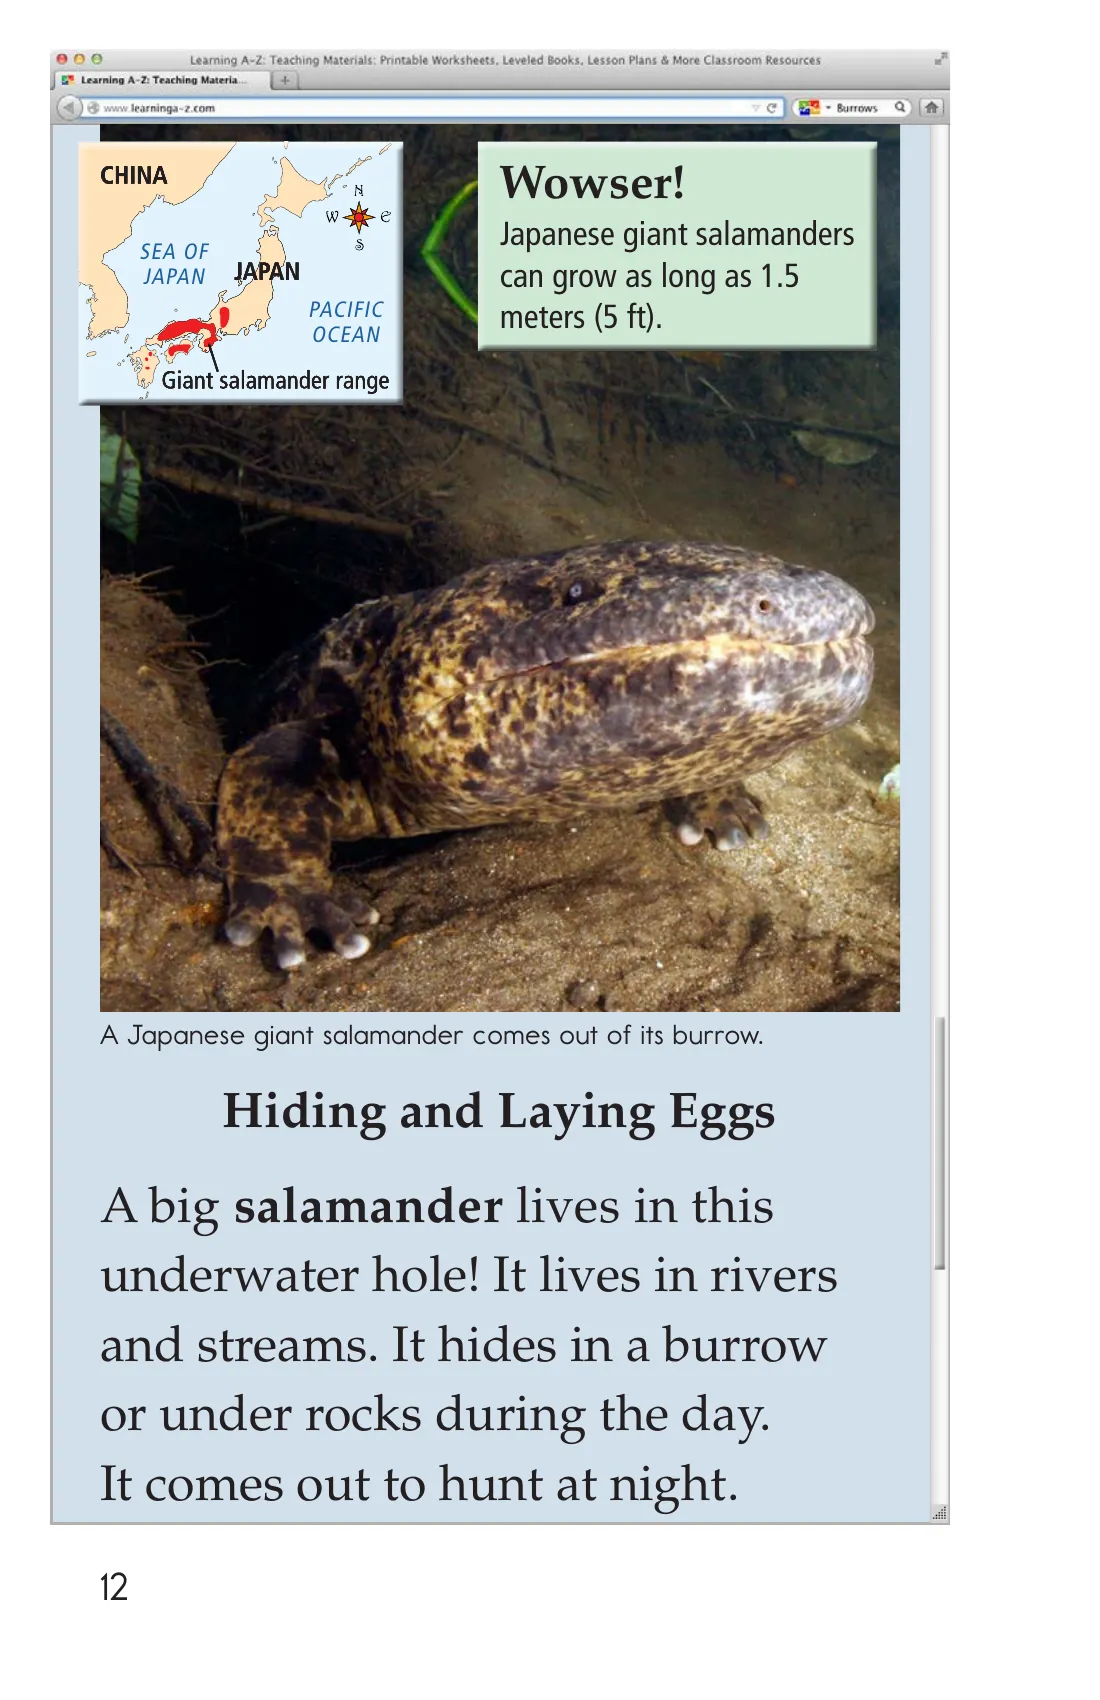 Learning A-Z: Teaching Materials: Printable Worksheets, Leveled Books, Lesson Plans & More Classroom Resources
Learning A-Z: Teaching Materia...
www.learninga-z.com
Burrows
CHINA
SEA OF
JAPAN
JAPAN
PACIFIC
OCEAN
N
W
E
S
Giant salamander range
Wowser!
Japanese giant salamanders
can grow as long as 1.5
meters (5 ft).
A Japanese giant salamander comes out of its burrow.
Hiding and Laying Eggs
A big salamander lives in this
underwater hole! It lives in rivers
and streams. It hides in a burrow
or under rocks during the day.
It comes out to hunt at night.
12